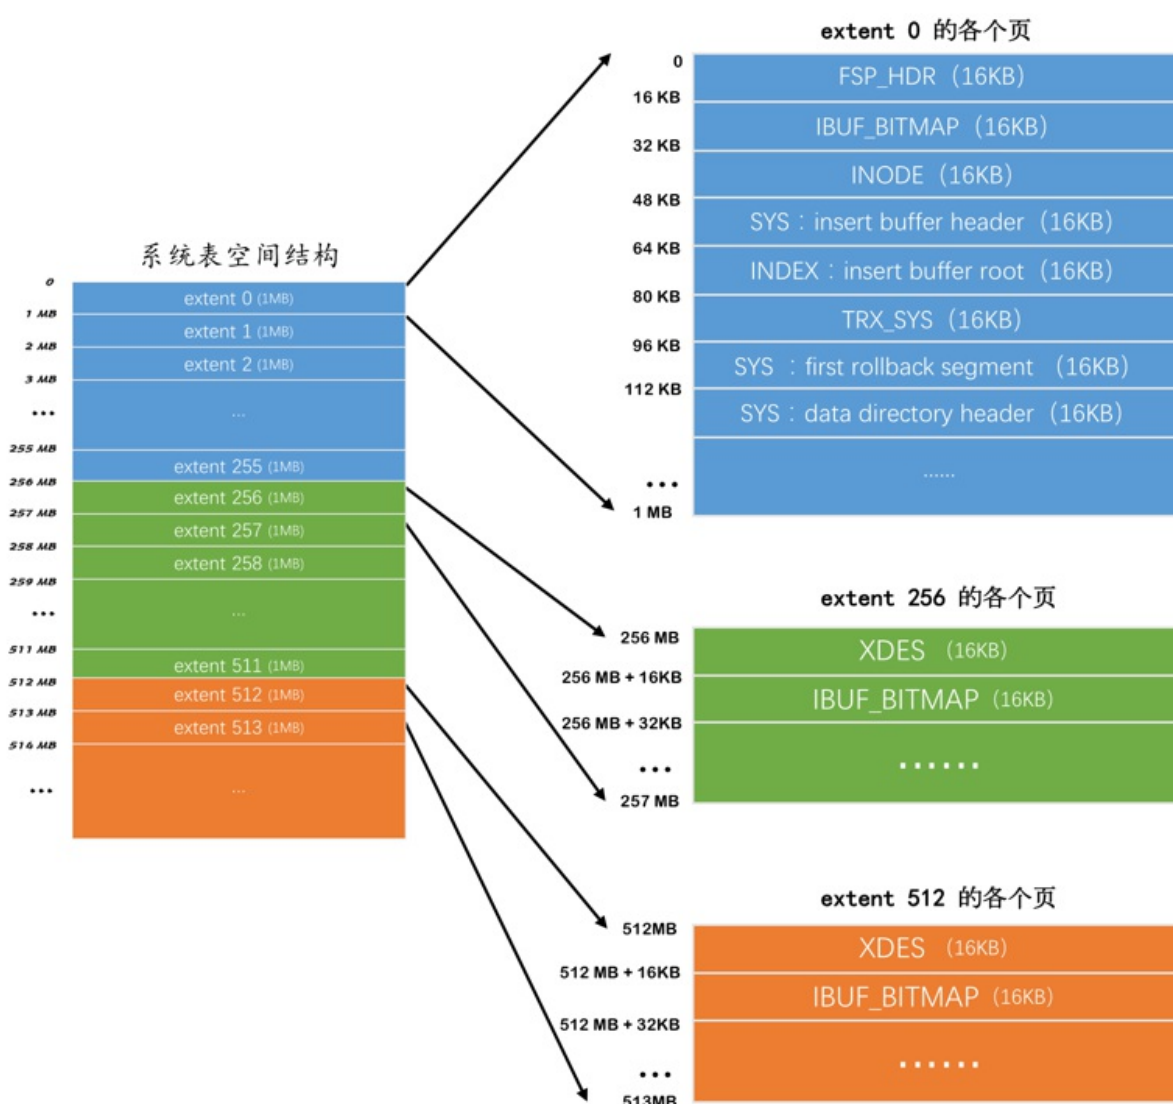 系统表空间结构
0
extent 0 (1MB)
1 MB
extent 1 (1MB)
2 MB
extent 2 (1MB)
3 MB
...
...
255 MB
extent 255 (1MB)
256 MB
extent 256 (1MB)
257 MB
extent 257 (1MB)
258 MB
extent 258 (1MB)
259 MB
...
...
511 MB
extent 511 (1MB)
512 MB
extent 512 (1MB)
513 MB
extent 513 (1MB)
514 MB
...
...
extent 0 的各个页
0
FSP_HDR（16KB）
16 KB
IBUF_BITMAP（16KB）
32 KB
INODE（16KB）
48 KB
SYS：insert buffer header（16KB）
64 KB
INDEX：insert buffer root（16KB）
80 KB
TRX_SYS（16KB）
96 KB
SYS ：first rollback segment （16KB）
112 KB
SYS：data directory header（16KB）
......
...
1 MB
extent 256 的各个页
256 MB
XDES （16KB）
256 MB + 16KB
IBUF_BITMAP（16KB）
256 MB + 32KB
......
...
257 MB
extent 512 的各个页
512MB
XDES （16KB）
512 MB + 16KB
IBUF_BITMAP（16KB）
512 MB + 32KB
......
...
513MB